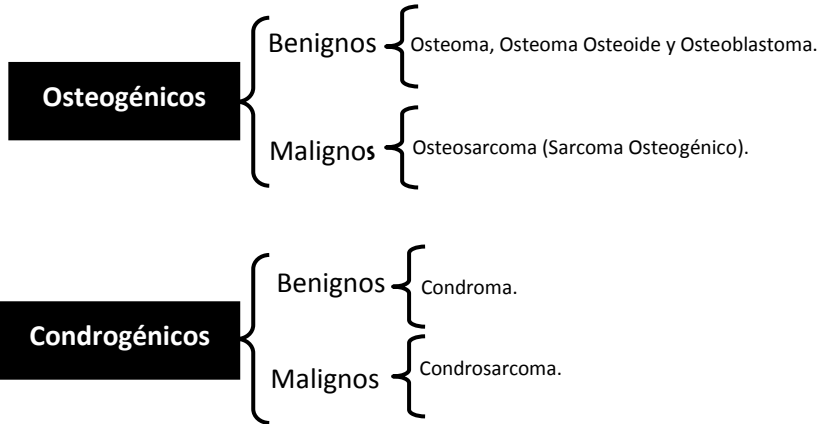 Osteogénicos
Benignos
Osteoma, Osteoma Osteoide y Osteoblastoma.
Malignos
Osteosarcoma (Sarcoma Osteogénico).
Condrogénicos
Benignos
Condroma.
Malignos
Condrosarcoma.